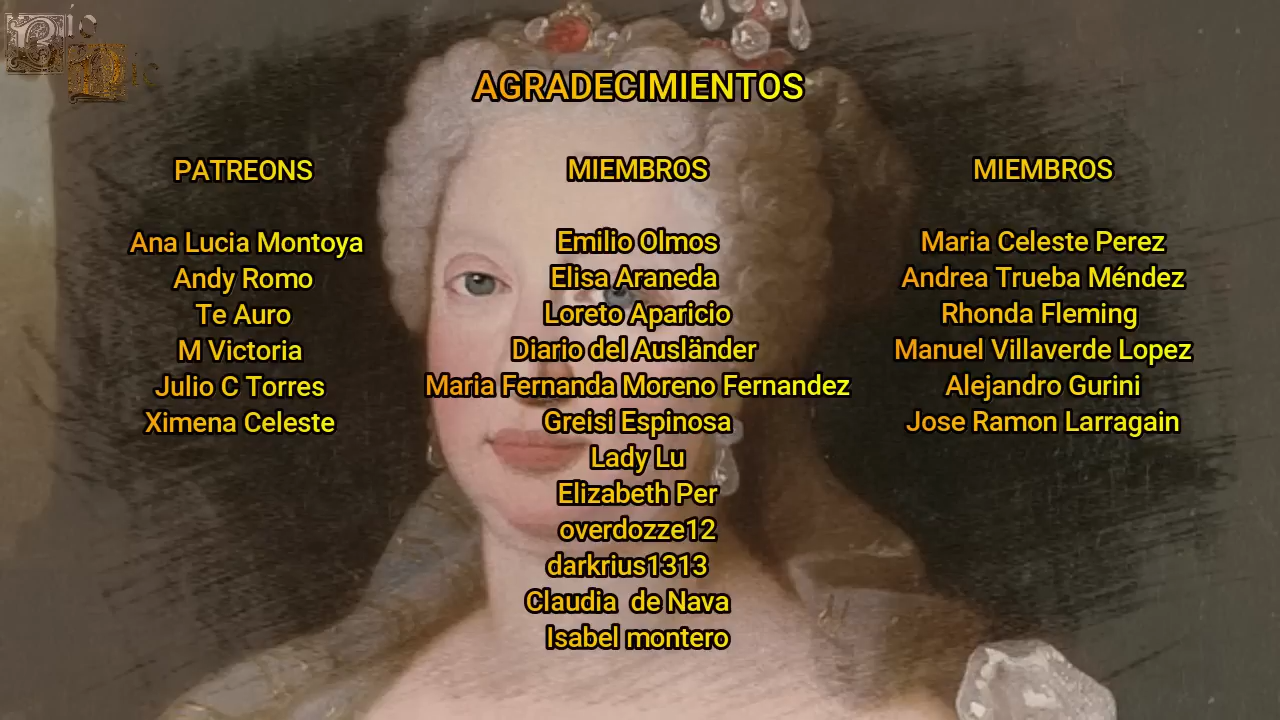 Bio
Dic
AGRADECIMIENTOS
PATREONS
Ana Lucia Montoya
Andy Romo
Te Auro
M Victoria
Julio C Torres
Ximena Celeste
MIEMBROS
Emilio Olmos
Elisa Araneda
Loreto Aparicio
Diario del Ausländer
Maria Fernanda Moreno Fernandez
Greisi Espinosa
Lady Lu
Elizabeth Per
overdozze12
darkrius1313
Claudia  de Nava
Isabel montero
MIEMBROS
Maria Celeste Perez
Andrea Trueba Méndez
Rhonda Fleming
Manuel Villaverde Lopez
Alejandro Gurini
Jose Ramon Larragain